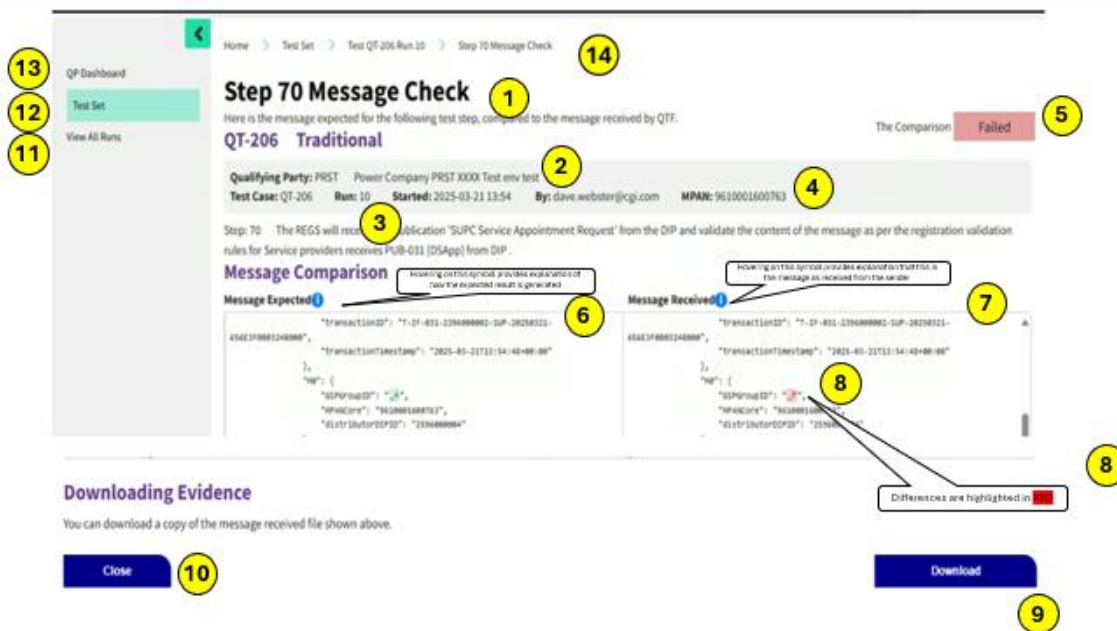 Home > Test Set > Test QT-206 Run 10 > Step 70 Message Check
14
13
QP Dashboard
12
Test Set
11
View All Runs
Step 70 Message Check
1
Here is the message expected for the following test step, compared to the message received by QTF.
The Comparison Failed
5
QT-206 Traditional
Qualifying Party: PRST Power Company PRST XXXX Test env test
2
Test Case: QT-206 Run: 10 Started: 2025-03-21 13:54 By: dave.webster@cgi.com MPAN: 9610001600763
4
3
Step: 70 The REGS will publication 'SUPC Service Appointment Request' from the DIP and validate the content of the message as per the registration validation
rules for Service providers receives PUB-031 [DSApp] from DIP .
Message Comparison
Hovering on this symbol provides explanation of
how the expected result is generated
Hovering on this symbol provides explanation that this is
the message as received from the sender
Message Expected
6
Message Received
7
"transactionTimestamp": "2025-03-21T13:54:48+00:00"
},
"M0": {
"GSPGroupID":
"MPANCore": "9610001600763",
"distributorDIPID":
"transactionTimestamp": "2025-03-21T13:54:48+00:00"
},
"M0": {
"GSPGroupID":
8
"MPANCore":
"distributorDIPID":
8
Differences are highlighted in RED
Downloading Evidence
You can download a copy of the message received file shown above.
Close
10
Download
9